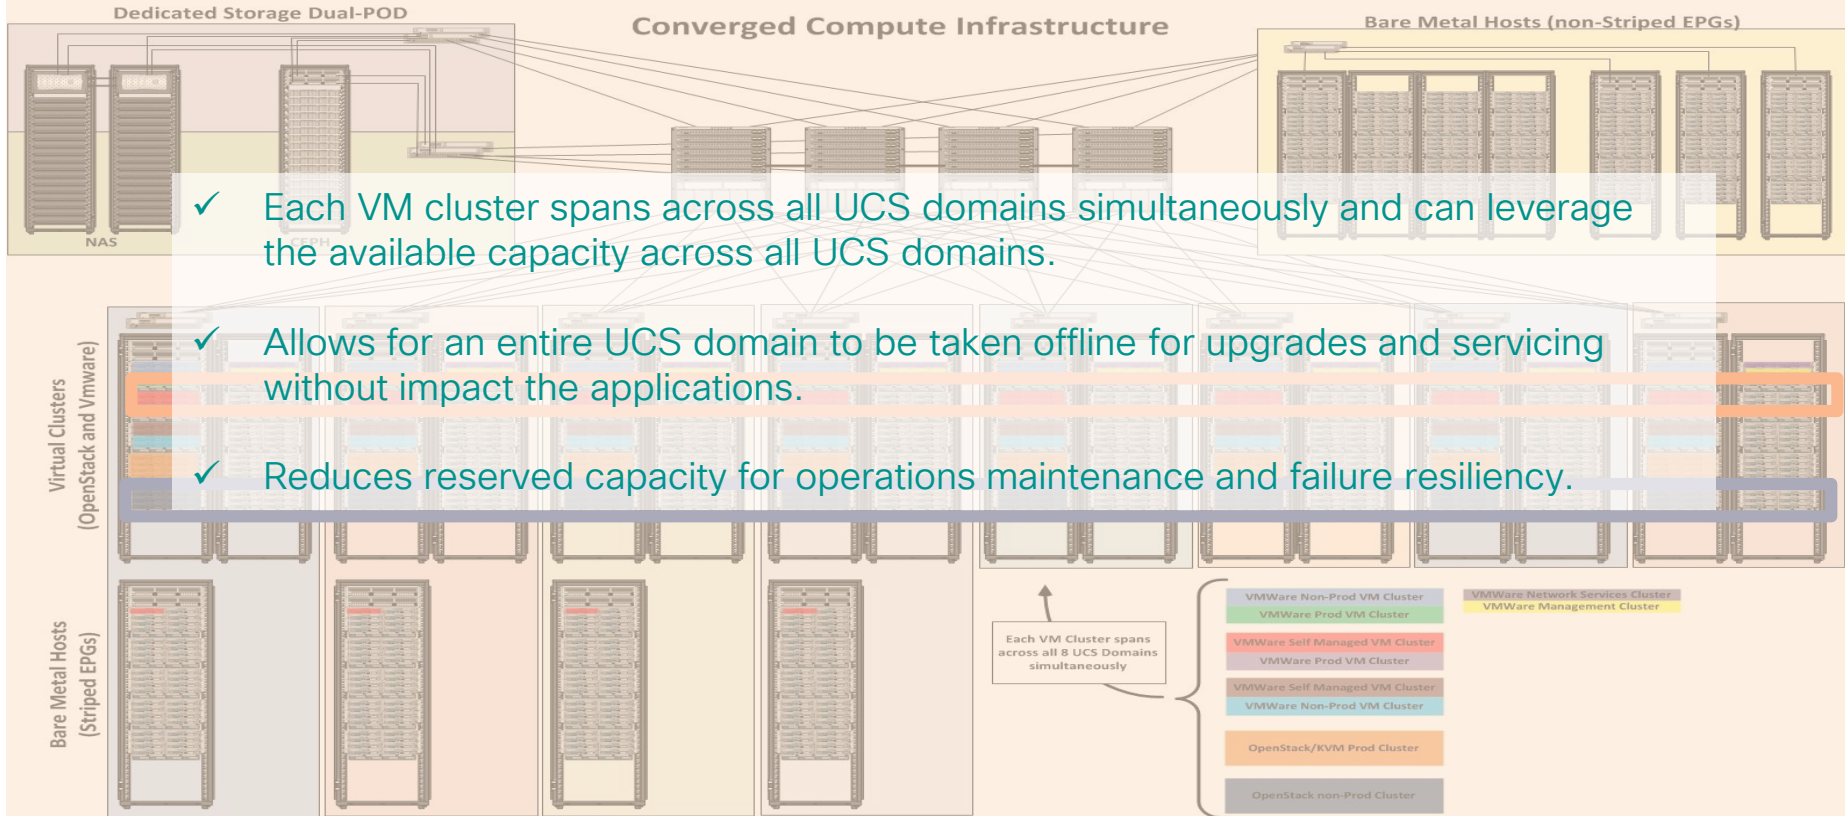 Dedicated Storage Dual-POD
Converged Compute Infrastructure
Bare Metal Hosts (non-Striped EPGs)
NAS
CEPH
✓ Each VM cluster spans across all UCS domains simultaneously and can leverage
the available capacity across all UCS domains.
✓ Allows for an entire UCS domain to be taken offline for upgrades and servicing
without impact the applications.
✓ Reduces reserved capacity for operations maintenance and failure resiliency.
Virtual Clusters
(OpenStack and Vmware)
Bare Metal Hosts
(Striped EPGs)
Each VM Cluster spans
across all 8 UCS Domains
simultaneously
VMWare Non-Prod VM Cluster
VMWare Prod VM Cluster
VMWare Self Managed VM Cluster
VMWare Prod VM Cluster
VMWare Self Managed VM Cluster
VMWare Non-Prod VM Cluster
OpenStack/KVM Prod Cluster
OpenStack non-Prod Cluster
VMWare Network Services Cluster
VMWare Management Cluster